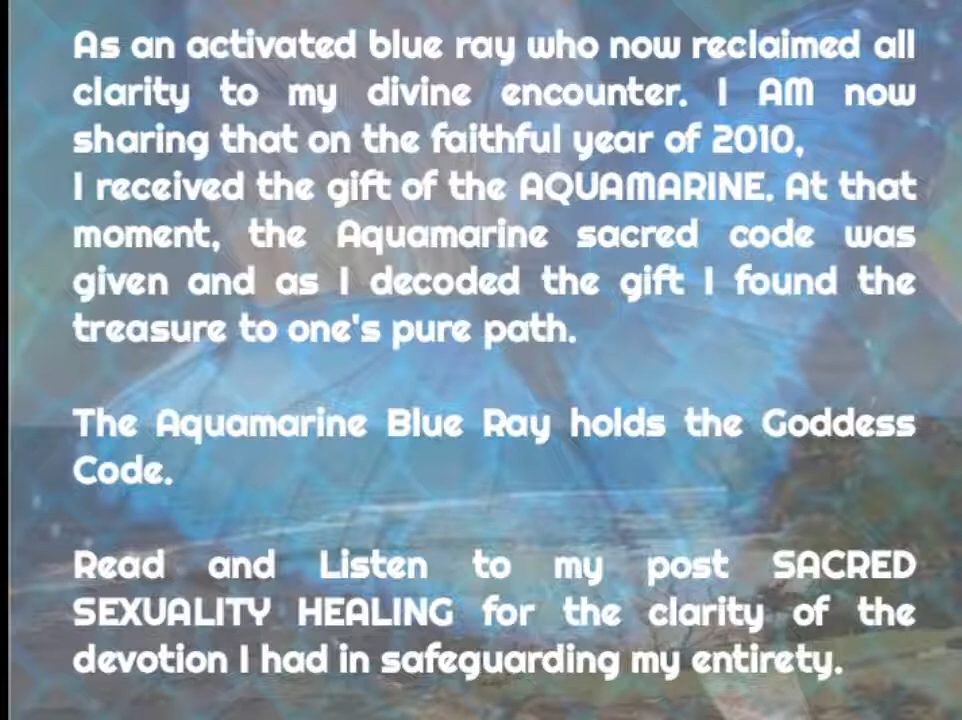 As an activated blue ray who now reclaimed all
clarity to my divine encounter. I AM now
sharing that on the faithful year of 2010,
I received the gift of the AQUAMARINE. At that
moment, the Aquamarine sacred code was
given and as I decoded the gift I found the
treasure to one's pure path.
The Aquamarine Blue Ray holds the Goddess
Code.
Read and Listen to my post SACRED
SEXUALITY HEALING for the clarity of the
devotion I had in safeguarding my entirety.